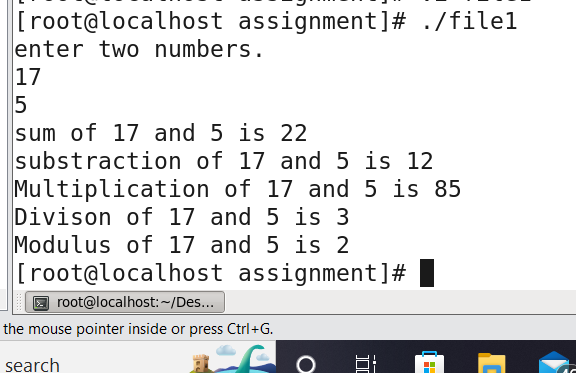 [root@localhost assignment]# ./file1
enter two numbers.
17
5
sum of 17 and 5 is 22
substraction of 17 and 5 is 12
Multiplication of 17 and 5 is 85
Divison of 17 and 5 is 3
Modulus of 17 and 5 is 2
[root@localhost assignment]#
root@localhost:~/Des...
the mouse pointer inside or press Ctrl+G.
search